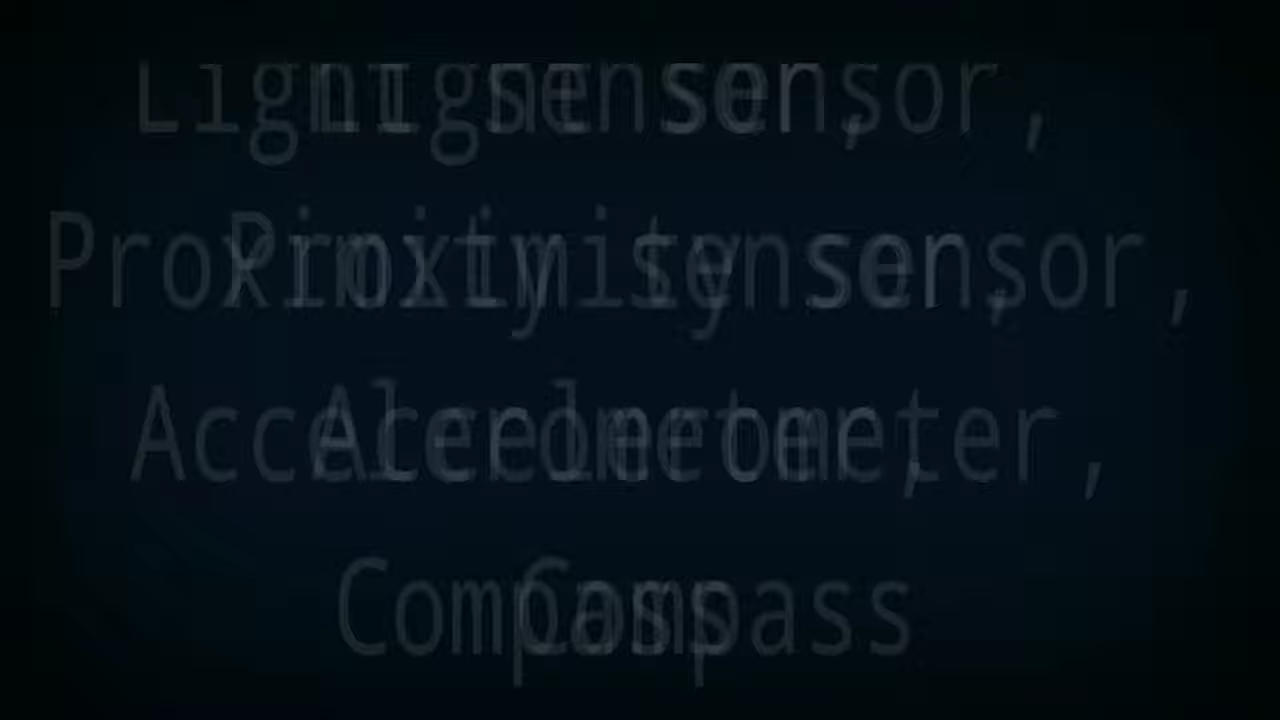 Light sensor,
Proximity sensor,
Accelerometer,
Compass